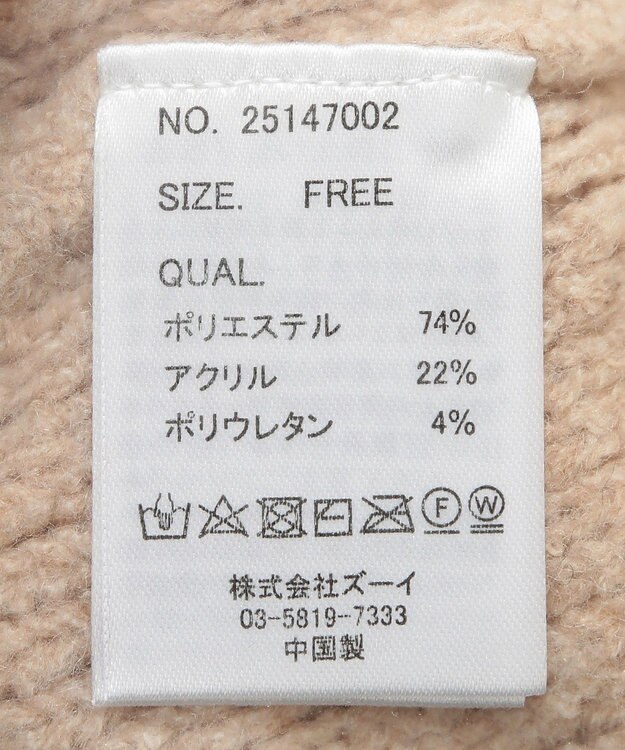 NO. 25147002
SIZE. FREE
QUAL.
ポリエステル 74%
アクリル 22%
ポリウレタン 4%
F W
株式会社ズーイ
03-5819-7333
中国製